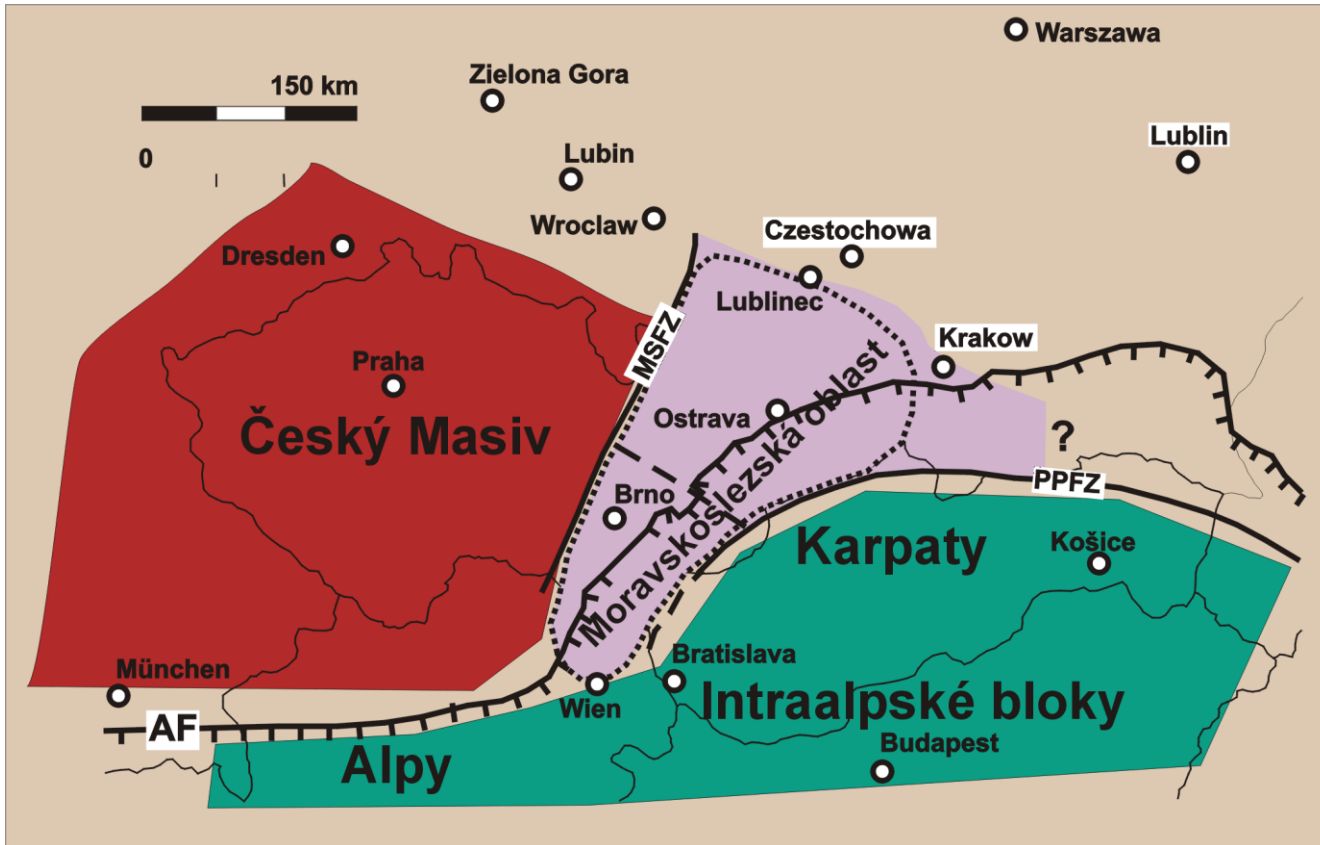 Warszawa
Zielona Gora
150 km
0
Lubin
Lublin
Wroclaw
Czestochowa
Dresden
Lublinec
MSFZ
Krakow
Praha
Český Masiv
Ostrava
Moravskoslezská oblast
?
PPFZ
Brno
Karpaty
Košice
München
Bratislava
Wien
Intraalpské bloky
AF
Alpy
Budapest